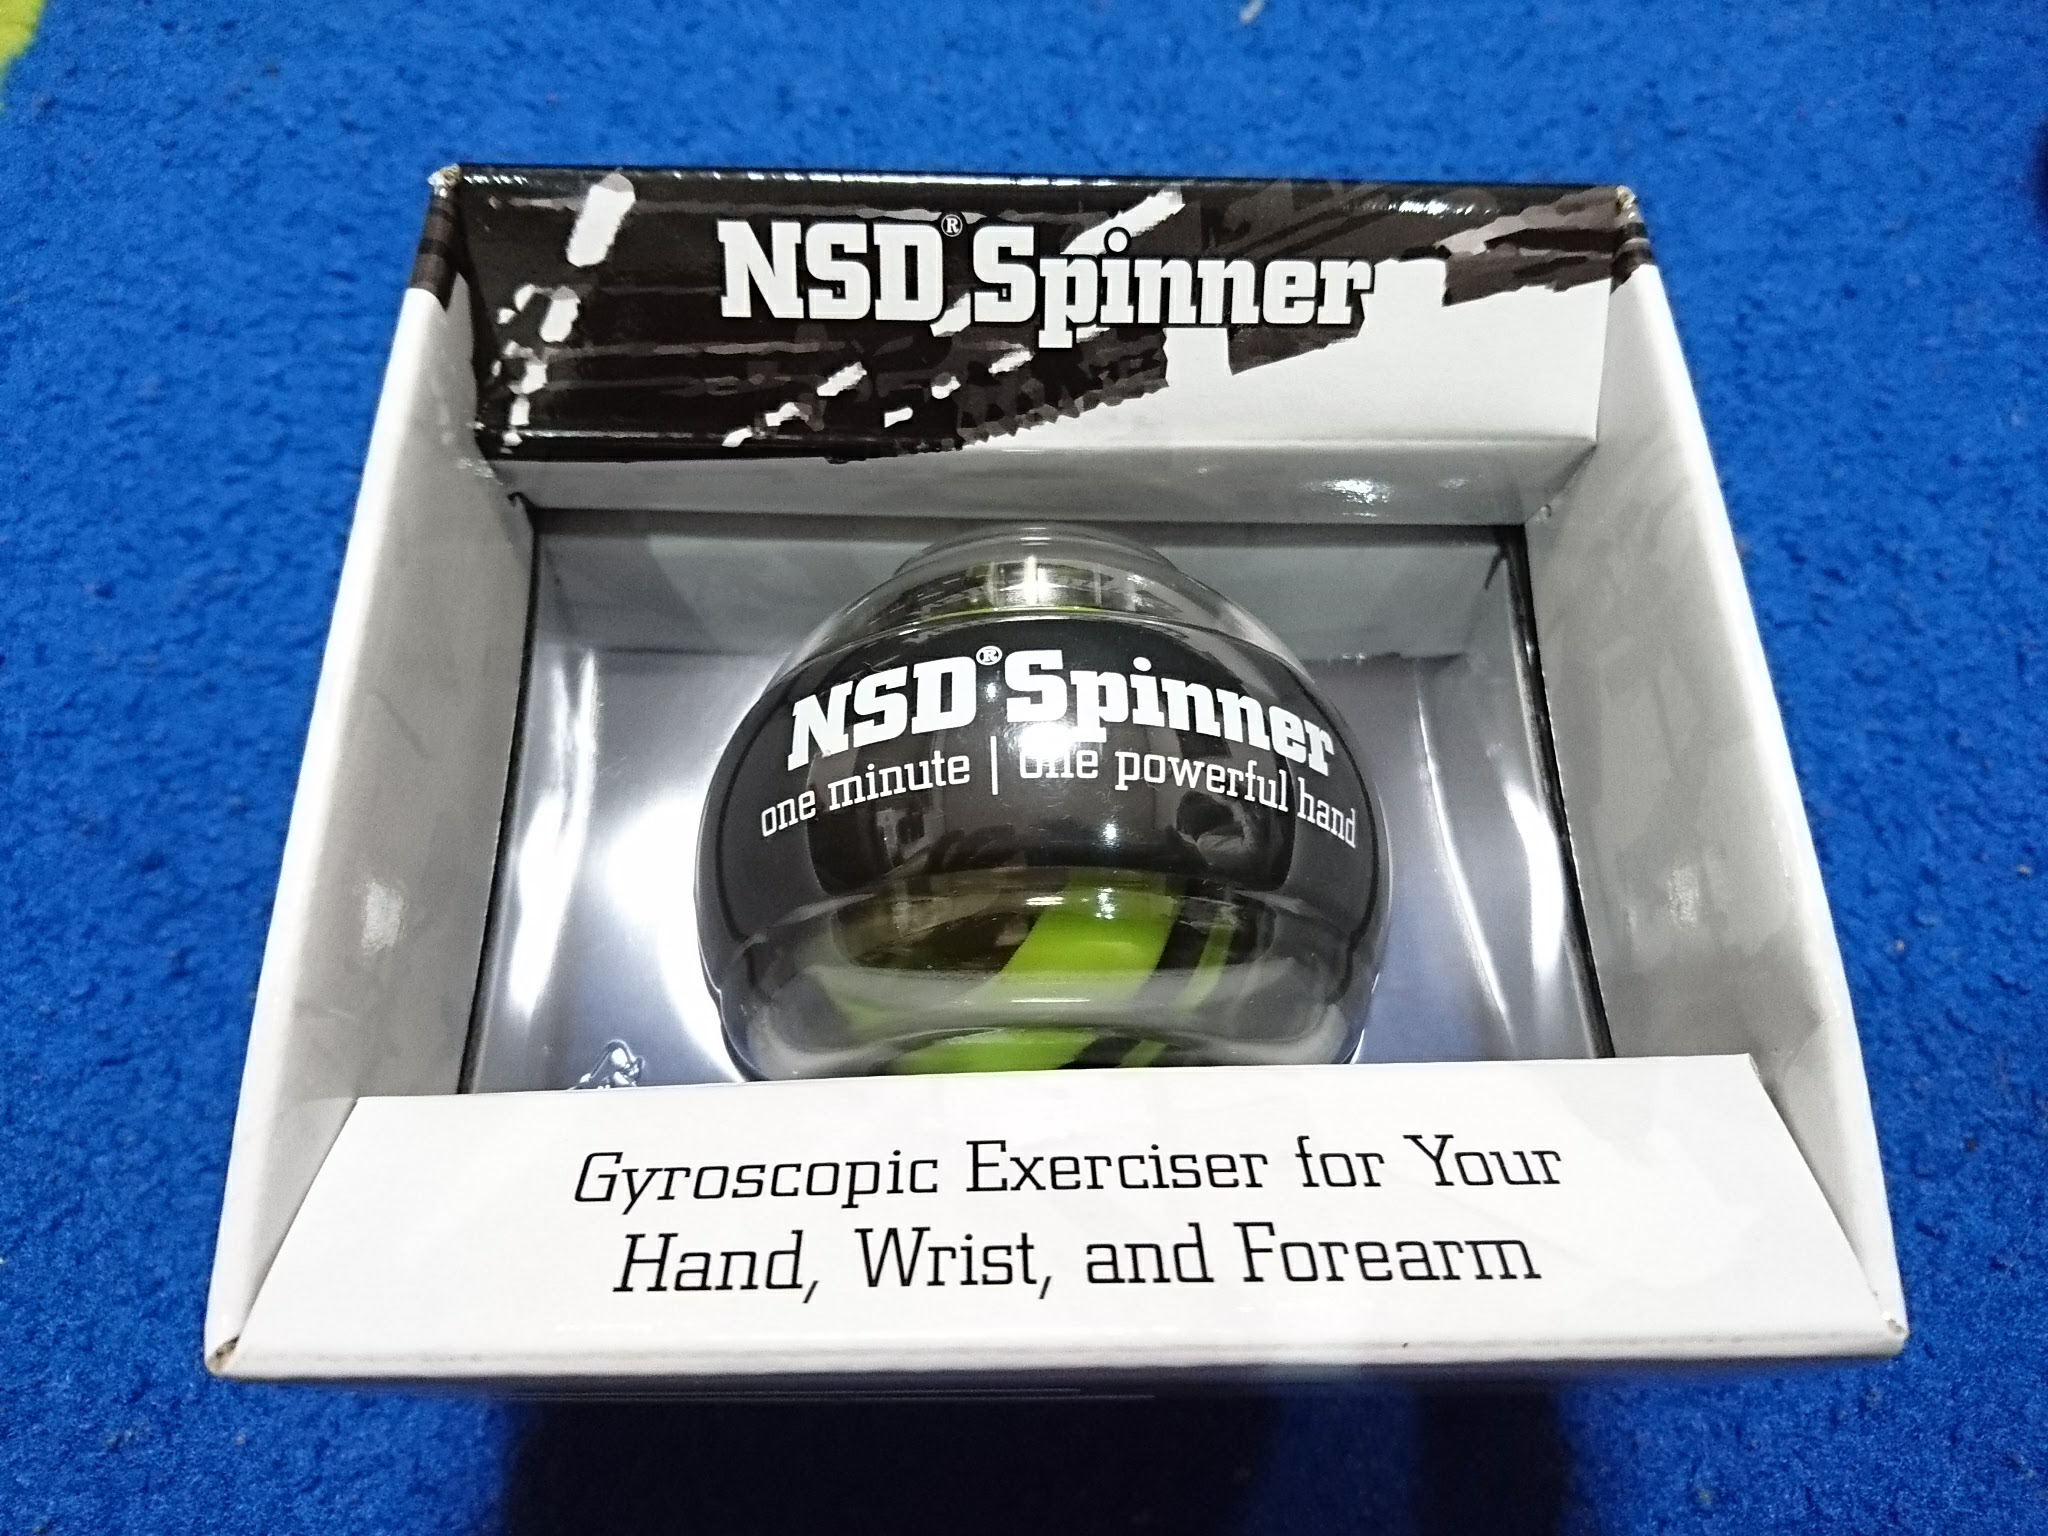 NSD® Spinner
NSD® Spinner
one minute | one powerful hand
Gyroscopic Exerciser for Your
Hand, Wrist, and Forearm